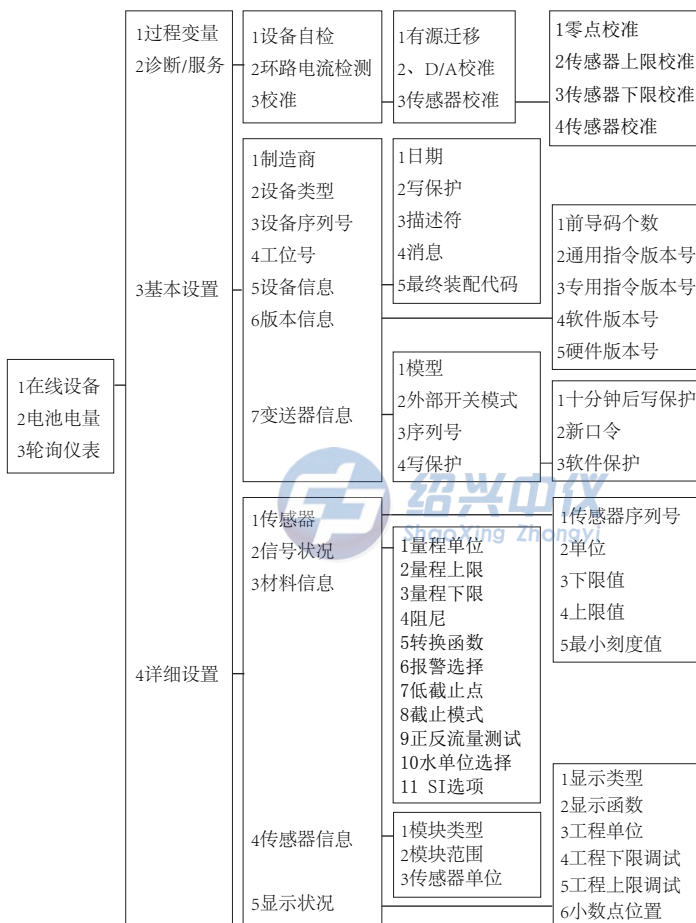 1在线设备
2电池电量
3轮询仪表
1过程变量
2诊断/服务
3基本设置
4详细设置
1设备自检
2环路电流检测
3校准
1有源迁移
2、D/A校准
3传感器校准
1零点校准
2传感器上限校准
3传感器下限校准
4传感器校准
1制造商
2设备类型
3设备序列号
4工位号
5设备信息
6版本信息
7变送器信息
1日期
2写保护
3描述符
4消息
5最终装配代码
1前导码个数
2通用指令版本号
3专用指令版本号
4软件版本号
5硬件版本号
1模型
2外部开关模式
3序列号
4写保护
1十分钟后写保护
2新口令
3软件保护
1传感器
2信号状况
3材料信息
4传感器信息
5显示状况
1传感器序列号
2单位
3下限值
4上限值
5最小刻度值
1量程单位
2量程上限
3量程下限
4阻尼
5转换函数
6报警选择
7低截止点
8截止模式
9正反流量测试
10水单位选择
11 SI选项
1模块类型
2模块范围
3传感器单位
1显示类型
2显示函数
3工程单位
4工程下限调试
5工程上限调试
6小数点位置
绍兴中仪
ShaoXing Zhongyi